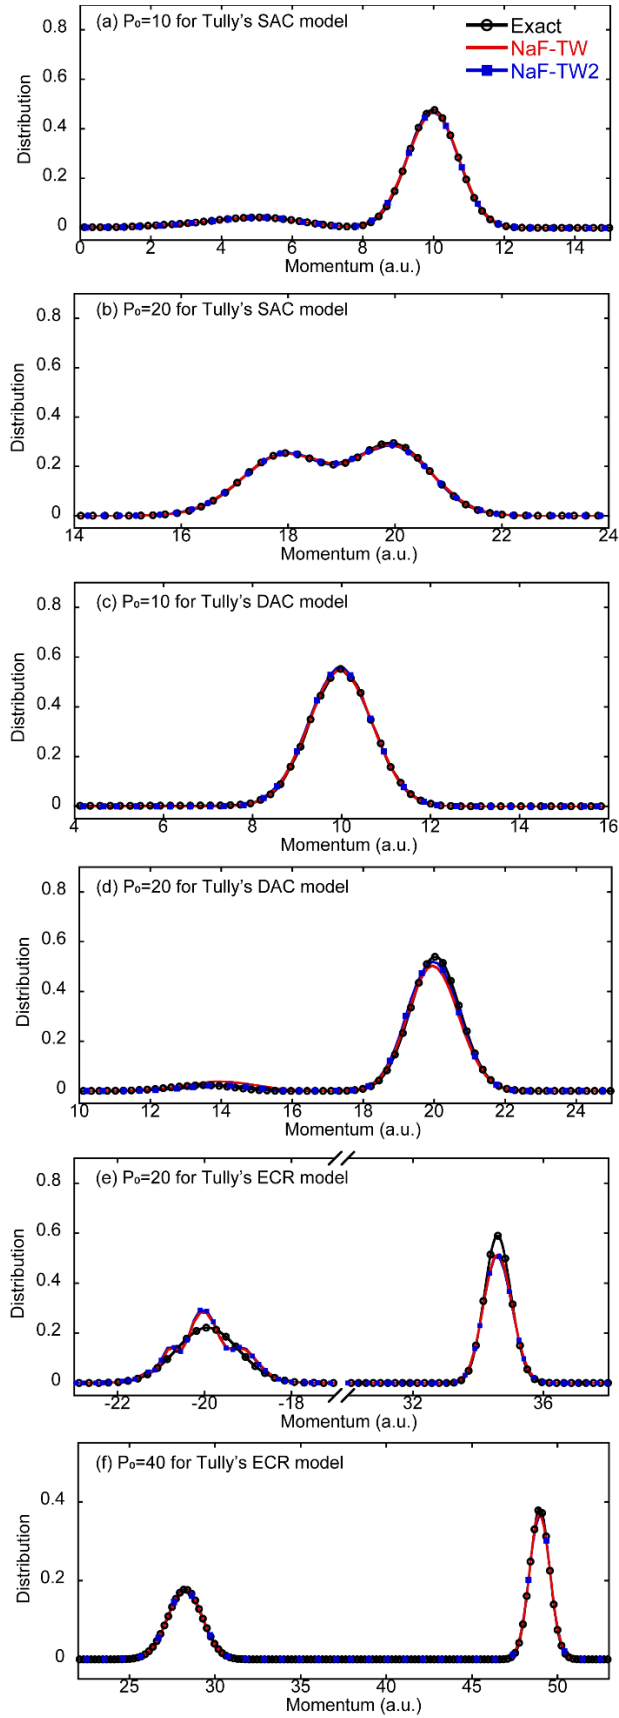 (a) P₀=10 for Tully's SAC model
Exact
NaF-TW
NaF-TW2
Distribution
0.8
0.6
0.4
0.2
0
0 2 4 6 8 10 12 14
Momentum (a.u.)
(b) P₀=20 for Tully's SAC model
Distribution
0.8
0.6
0.4
0.2
0
14 16 18 20 22 24
Momentum (a.u.)
(c) P₀=10 for Tully's DAC model
Distribution
0.8
0.6
0.4
0.2
0
4 6 8 10 12 14 16
Momentum (a.u.)
(d) P₀=20 for Tully's DAC model
Distribution
0.8
0.6
0.4
0.2
0
10 12 14 16 18 20 22 24
Momentum (a.u.)
(e) P₀=20 for Tully's ECR model
Distribution
0.8
0.6
0.4
0.2
0
-22 -20 -18 32 36
Momentum (a.u.)
(f) P₀=40 for Tully's ECR model
Distribution
0.4
0.2
0
25 30 35 40 45 50
Momentum (a.u.)